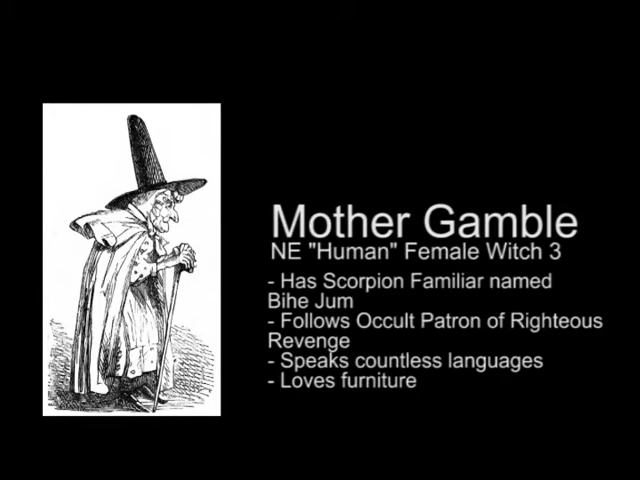 Mother Gamble
NE "Human" Female Witch 3
- Has Scorpion Familiar named
Bihe Jum
- Follows Occult Patron of Righteous
Revenge
- Speaks countless languages
- Loves furniture